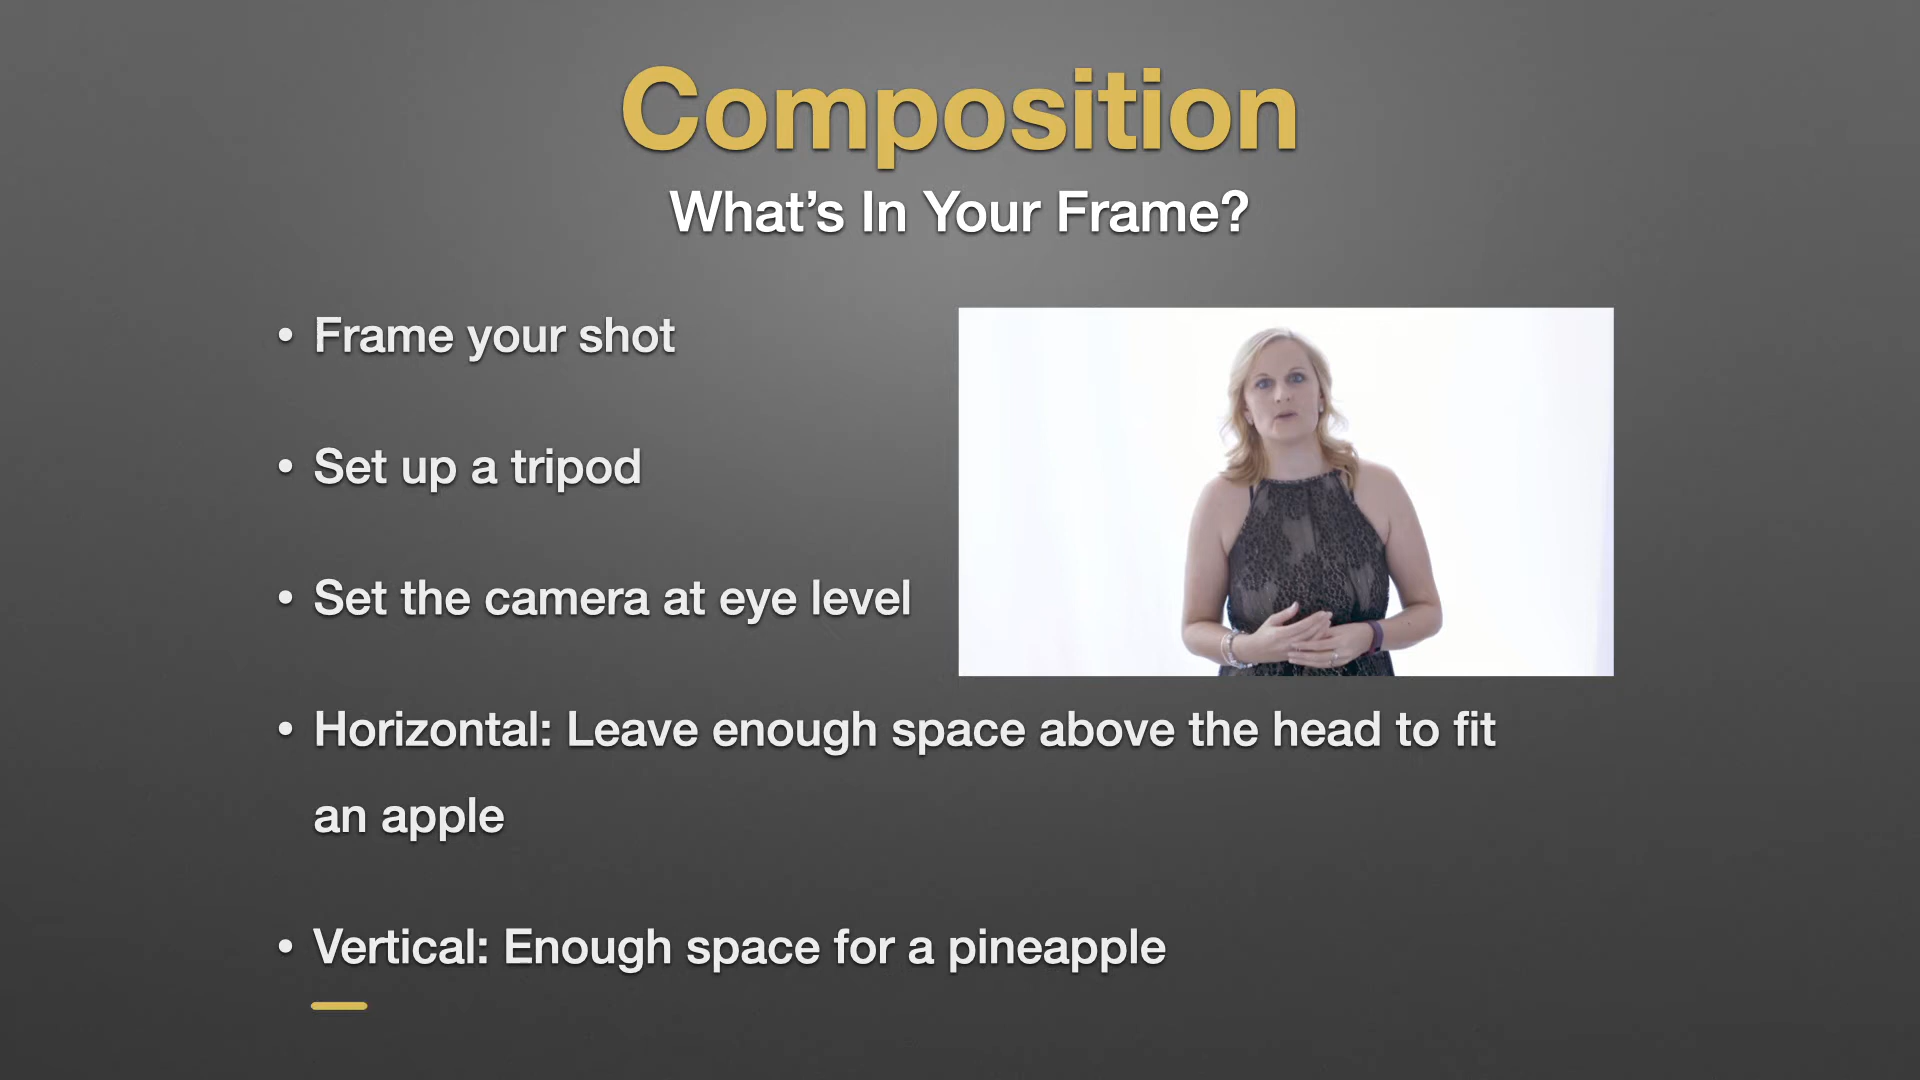 Composition
What’s In Your Frame?
• Frame your shot
• Set up a tripod
• Set the camera at eye level
• Horizontal: Leave enough space above the head to fit
an apple
• Vertical: Enough space for a pineapple